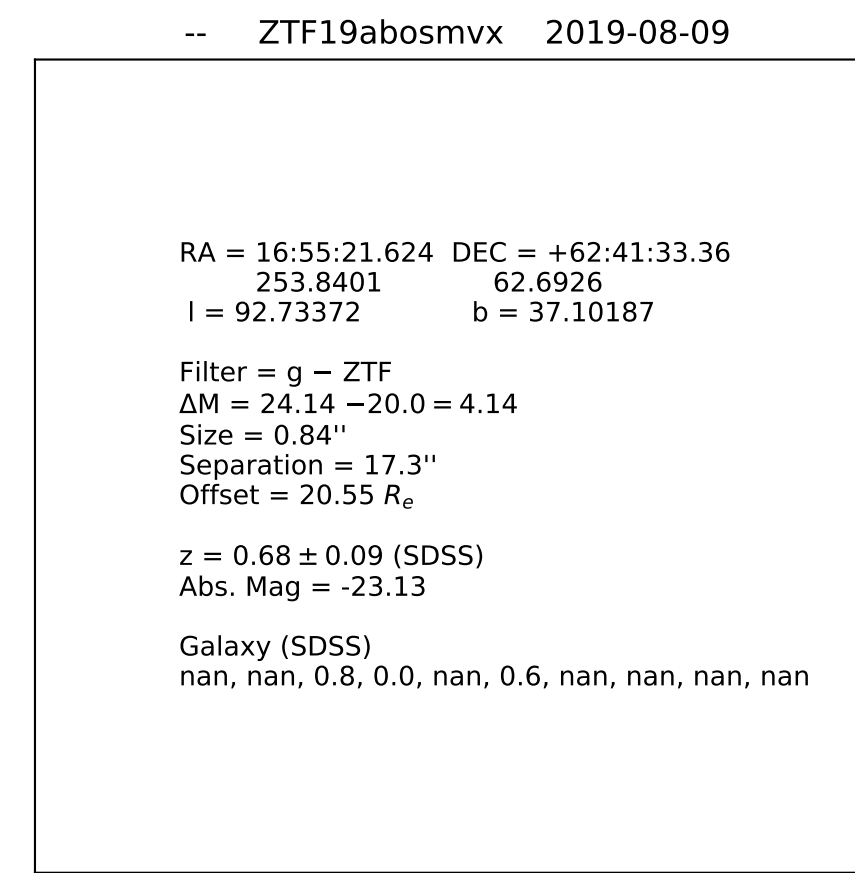 -- ZTF19abosmvx 2019-08-09
RA = 16:55:21.624 DEC = +62:41:33.36
253.8401 62.6926
l = 92.73372 b = 37.10187
Filter = g − ZTF
ΔM = 24.14 −20.0 = 4.14
Size = 0.84''
Separation = 17.3''
Offset = 20.55 Re
z = 0.68 ± 0.09 (SDSS)
Abs. Mag = -23.13
Galaxy (SDSS)
nan, nan, 0.8, 0.0, nan, 0.6, nan, nan, nan, nan